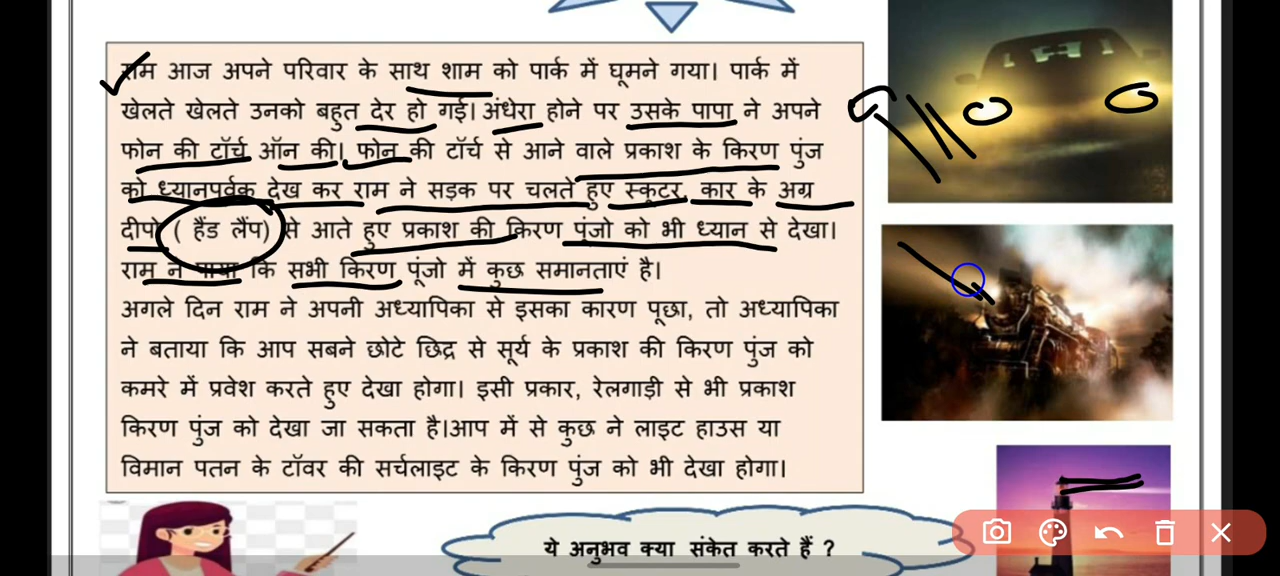 राम आज अपने परिवार के साथ शाम को पार्क में घूमने गया। पार्क में
खेलते खेलते उनको बहुत देर हो गई। अंधेरा होने पर उसके पापा ने अपने
फोन की टॉर्च ऑन की। फोन की टॉर्च से आने वाले प्रकाश के किरण पुंज
को ध्यानपूर्वक देख कर राम ने सड़क पर चलते हुए स्कूटर, कार के अग्र
दीपो ( हैंड लैंप) से आते हुए प्रकाश की किरण पुंजो को भी ध्यान से देखा।
राम ने पाया कि सभी किरण पूंजो में कुछ समानताएं है।
अगले दिन राम ने अपनी अध्यापिका से इसका कारण पूछा, तो अध्यापिका
ने बताया कि आप सबने छोटे छिद्र से सूर्य के प्रकाश की किरण पुंज को
कमरे में प्रवेश करते हुए देखा होगा। इसी प्रकार, रेलगाड़ी से भी प्रकाश
किरण पुंज को देखा जा सकता है।आप में से कुछ ने लाइट हाउस या
विमान पतन के टॉवर की सर्चलाइट के किरण पुंज को भी देखा होगा।
ये अनुभव क्या संकेत करते हैं ?